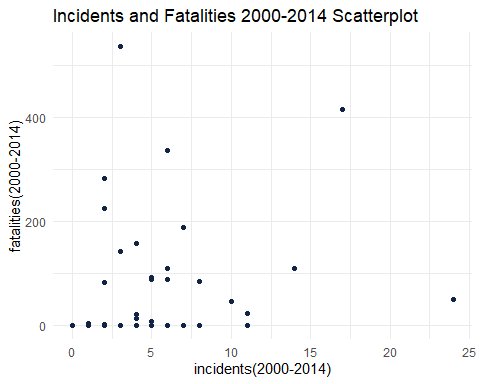 Incidents and Fatalities 2000-2014 Scatterplot
fatalities(2000-2014)
400
200
0
0 5 10 15 20 25
incidents(2000-2014)